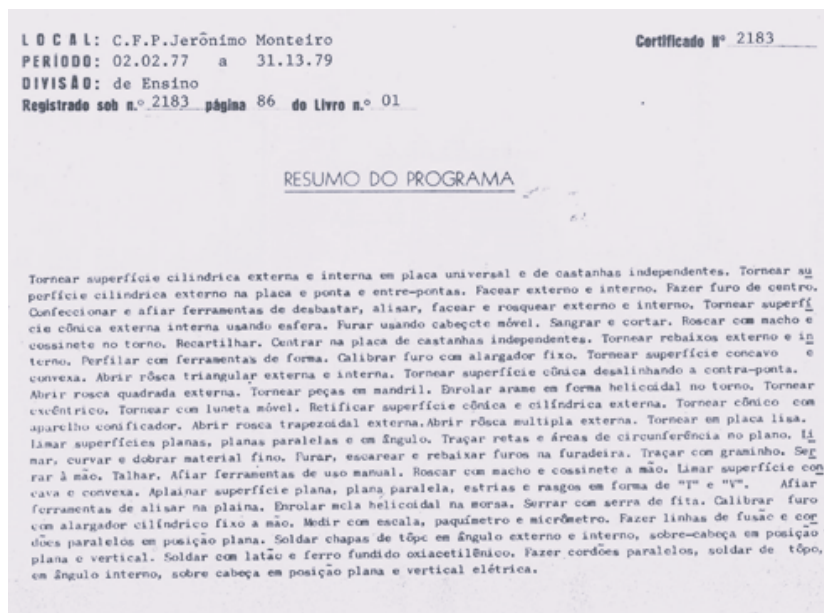 LOCAL: C.F.P.Jerônimo Monteiro
Certificado Nº 2183
PERÍODO: 02.02.77 a 31.13.79
DIVISÃO: de Ensino
Registrado sob n.º 2183 página 86 do Livro n.º 01
RESUMO DO PROGRAMA
Tornear superfície cilindrica externa e interna em placa universal e de castanhas independentes. Tornear su
perfície cilindrica externo na placa e ponta e entre-pontas. Facear externo e interno. Fazer furo de centro.
Confeccionar e afiar ferramentas de desbastar, alisar, facear e rosquear externo e interno. Tornear superfí
cie cônica externa interna usando esfera. Furar usando cabeçote móvel. Sangrar e cortar. Roscar com macho e
cossinete no torno. Recartilhar. Centrar na placa de castanhas independentes. Tornear rebaixos externo e in
terno. Perfilar com ferramentas de forma. Calibrar furo com alargador fixo. Tornear superfície concavo e
convexa. Abrir rôsca triangular externa e interna. Tornear superfície cônica desalinhando a contra-ponta.
Abrir rosca quadrada externa. Tornear peças em mandril. Enrolar arame em forma helicoidal no torno. Tornear
excêntrico. Tornear com luneta móvel. Retificar superfície cônica e cilíndrica externa. Tornear cônico com
aparelho conificador. Abrir rosca trapezoidal externa.Abrir rôsca multipla externa. Tornear em placa lisa.
Limar superfícies planas, planas paralelas e em ângulo. Traçar retas e áreas de circunferência no plano. Li
mar, curvar e dobrar material fino. Furar, escarear e rebaixar furos na furadeira. Traçar com graminho. Ser
rar à mão. Talhar. Afiar ferramentas de uso manual. Roscar com macho e cossinete a mão. Limar superfície con
cava e convexa. Aplainar superfície plana, plana paralela, estrias e rasgos em forma de "T" e "V". Afiar
ferramentas de alisar na plaina. Enrolar mola helicoidal na morsa. Serrar com serra de fita. Calibrar furo
com alargador cilíndrico fixo a mão. Medir com escala, paquímetro e micrômetro. Fazer linhas de fusão e cor
dões paralelos em posição plana. Soldar chapas de tôpo em ângulo externo e interno, sobre-cabeça em posição
plana e vertical. Soldar com latão e ferro fundido oxiacetilênico. Fazer cordões paralelos, soldar de tôpo,
em ângulo interno, sobre cabeça em posição plana e vertical elétrica.